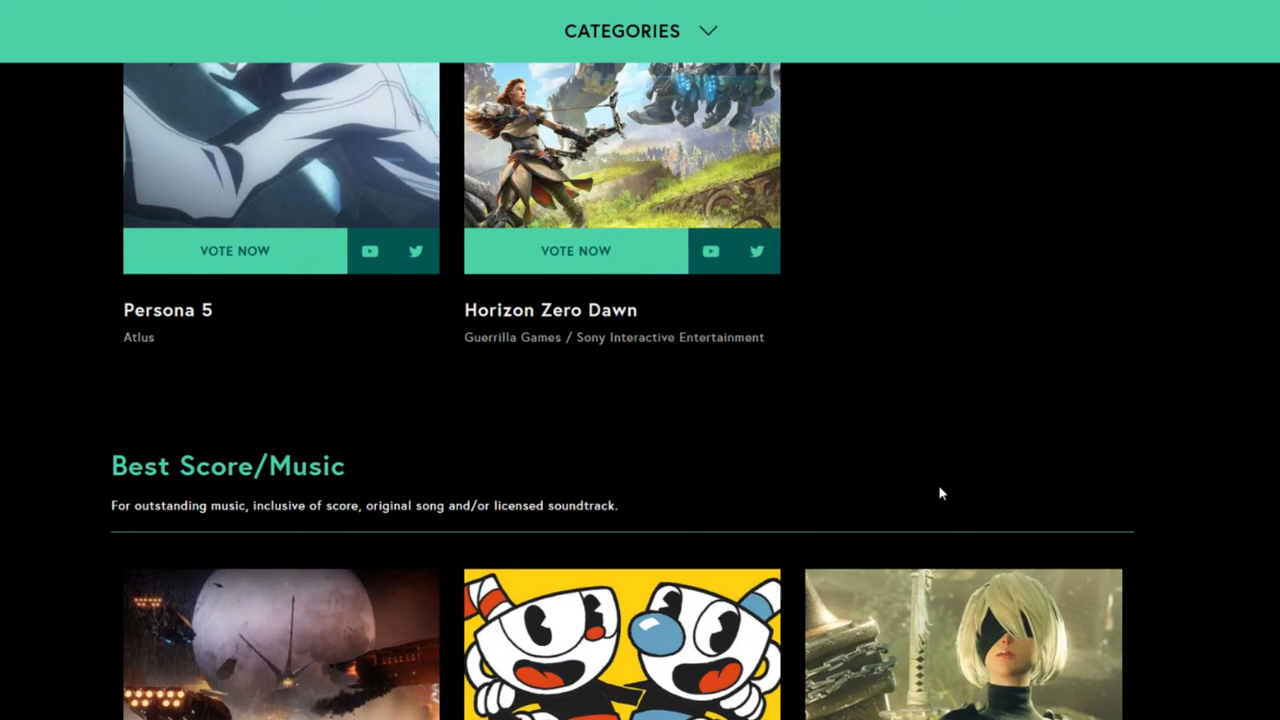 CATEGORIES
VOTE NOW
VOTE NOW
Persona 5
Horizon Zero Dawn
Atlus
Guerrilla Games / Sony Interactive Entertainment
Best Score/Music
For outstanding music, inclusive of score, original song and/or licensed soundtrack.